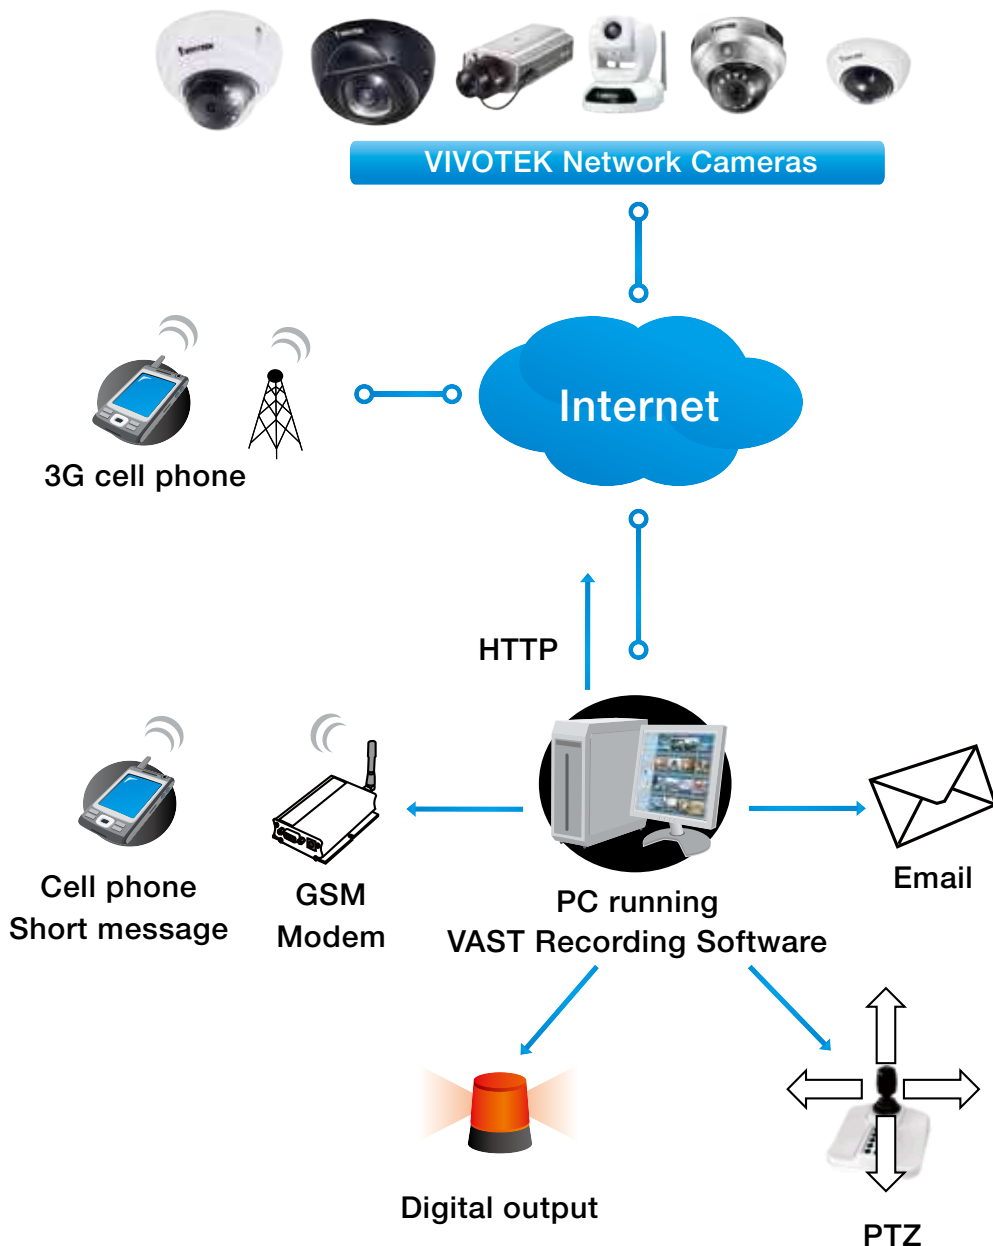 VIVOTEK Network Cameras
Internet
3G cell phone
HTTP
Cell phone
Short message
GSM
Modem
PC running
VAST Recording Software
Email
Digital output
PTZ